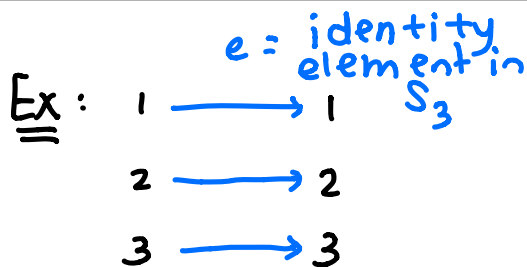 e = identity
element in
S₃
Ex: 1 → 1
2 → 2
3 → 3